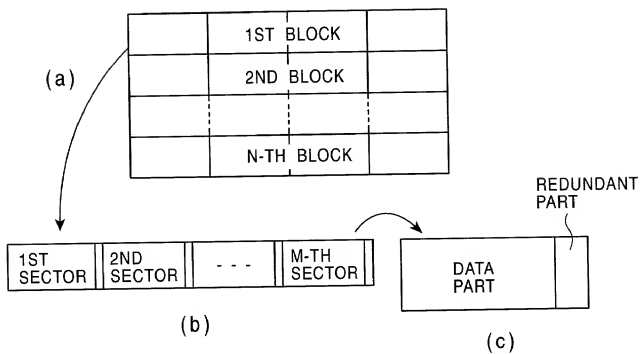 1ST BLOCK
(a)
2ND BLOCK
N-TH BLOCK
REDUNDANT
PART
1ST
SECTOR
2ND
SECTOR
- - -
M-TH
SECTOR
DATA
PART
(b)
(c)